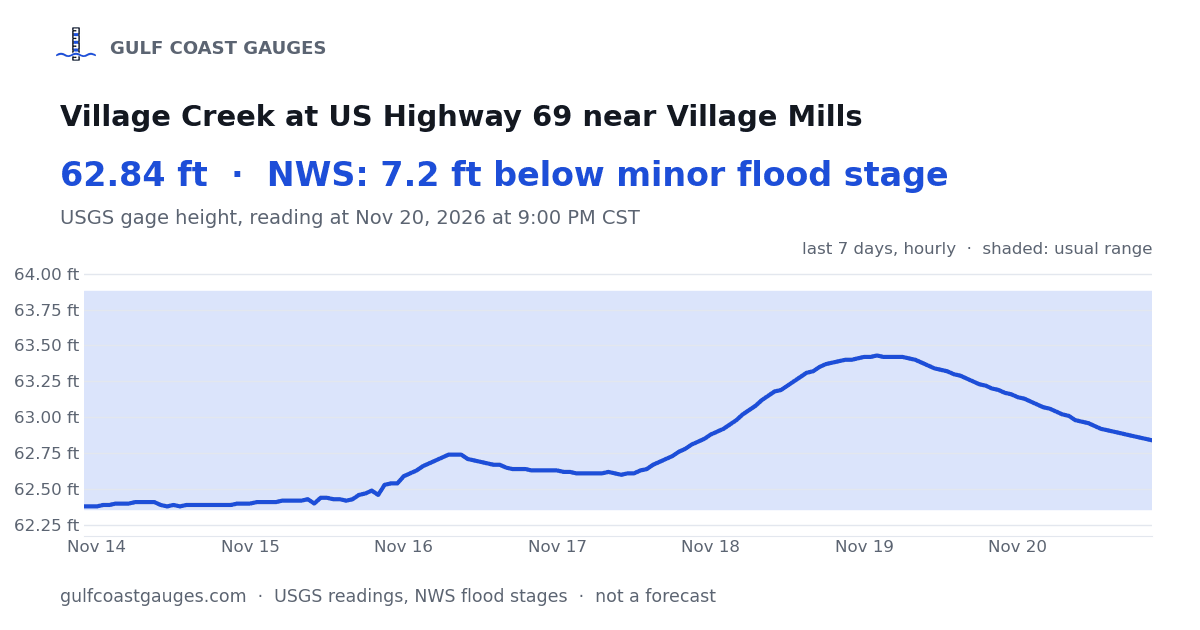 GULF COAST GAUGES
Village Creek at US Highway 69 near Village Mills
62.84 ft · NWS: 7.2 ft below minor flood stage
USGS gage height, reading at Nov 20, 2026 at 9:00 PM CST
last 7 days, hourly · shaded: usual range
64.00 ft
63.75 ft
63.50 ft
63.25 ft
63.00 ft
62.75 ft
62.50 ft
62.25 ft
Nov 14 Nov 15 Nov 16 Nov 17 Nov 18 Nov 19 Nov 20
gulfcoastgauges.com · USGS readings, NWS flood stages · not a forecast